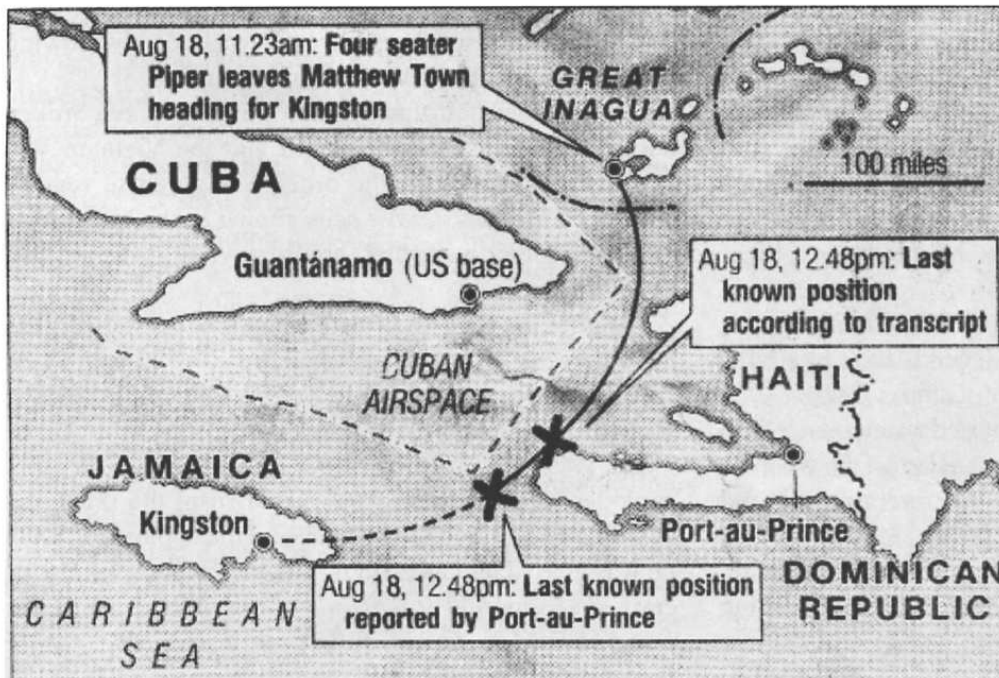 Aug 18, 11.23am: Four seater
Piper leaves Matthew Town
heading for Kingston
GREAT
INAGUA
100 miles
CUBA
Guantánamo (US base)
Aug 18, 12.48pm: Last
known position
according to transcript
CUBAN
AIRSPACE
HAITI
JAMAICA
Kingston
Port-au-Prince
Aug 18, 12.48pm: Last known position
reported by Port-au-Prince
DOMINICAN
REPUBLIC
CARIBBEAN
SEA